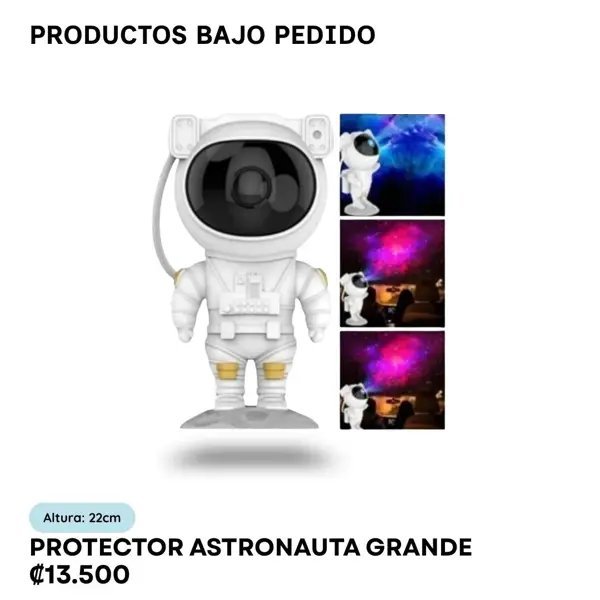 PRODUCTOS BAJO PEDIDO
Altura: 22cm
PROTECTOR ASTRONAUTA GRANDE
₡13.500